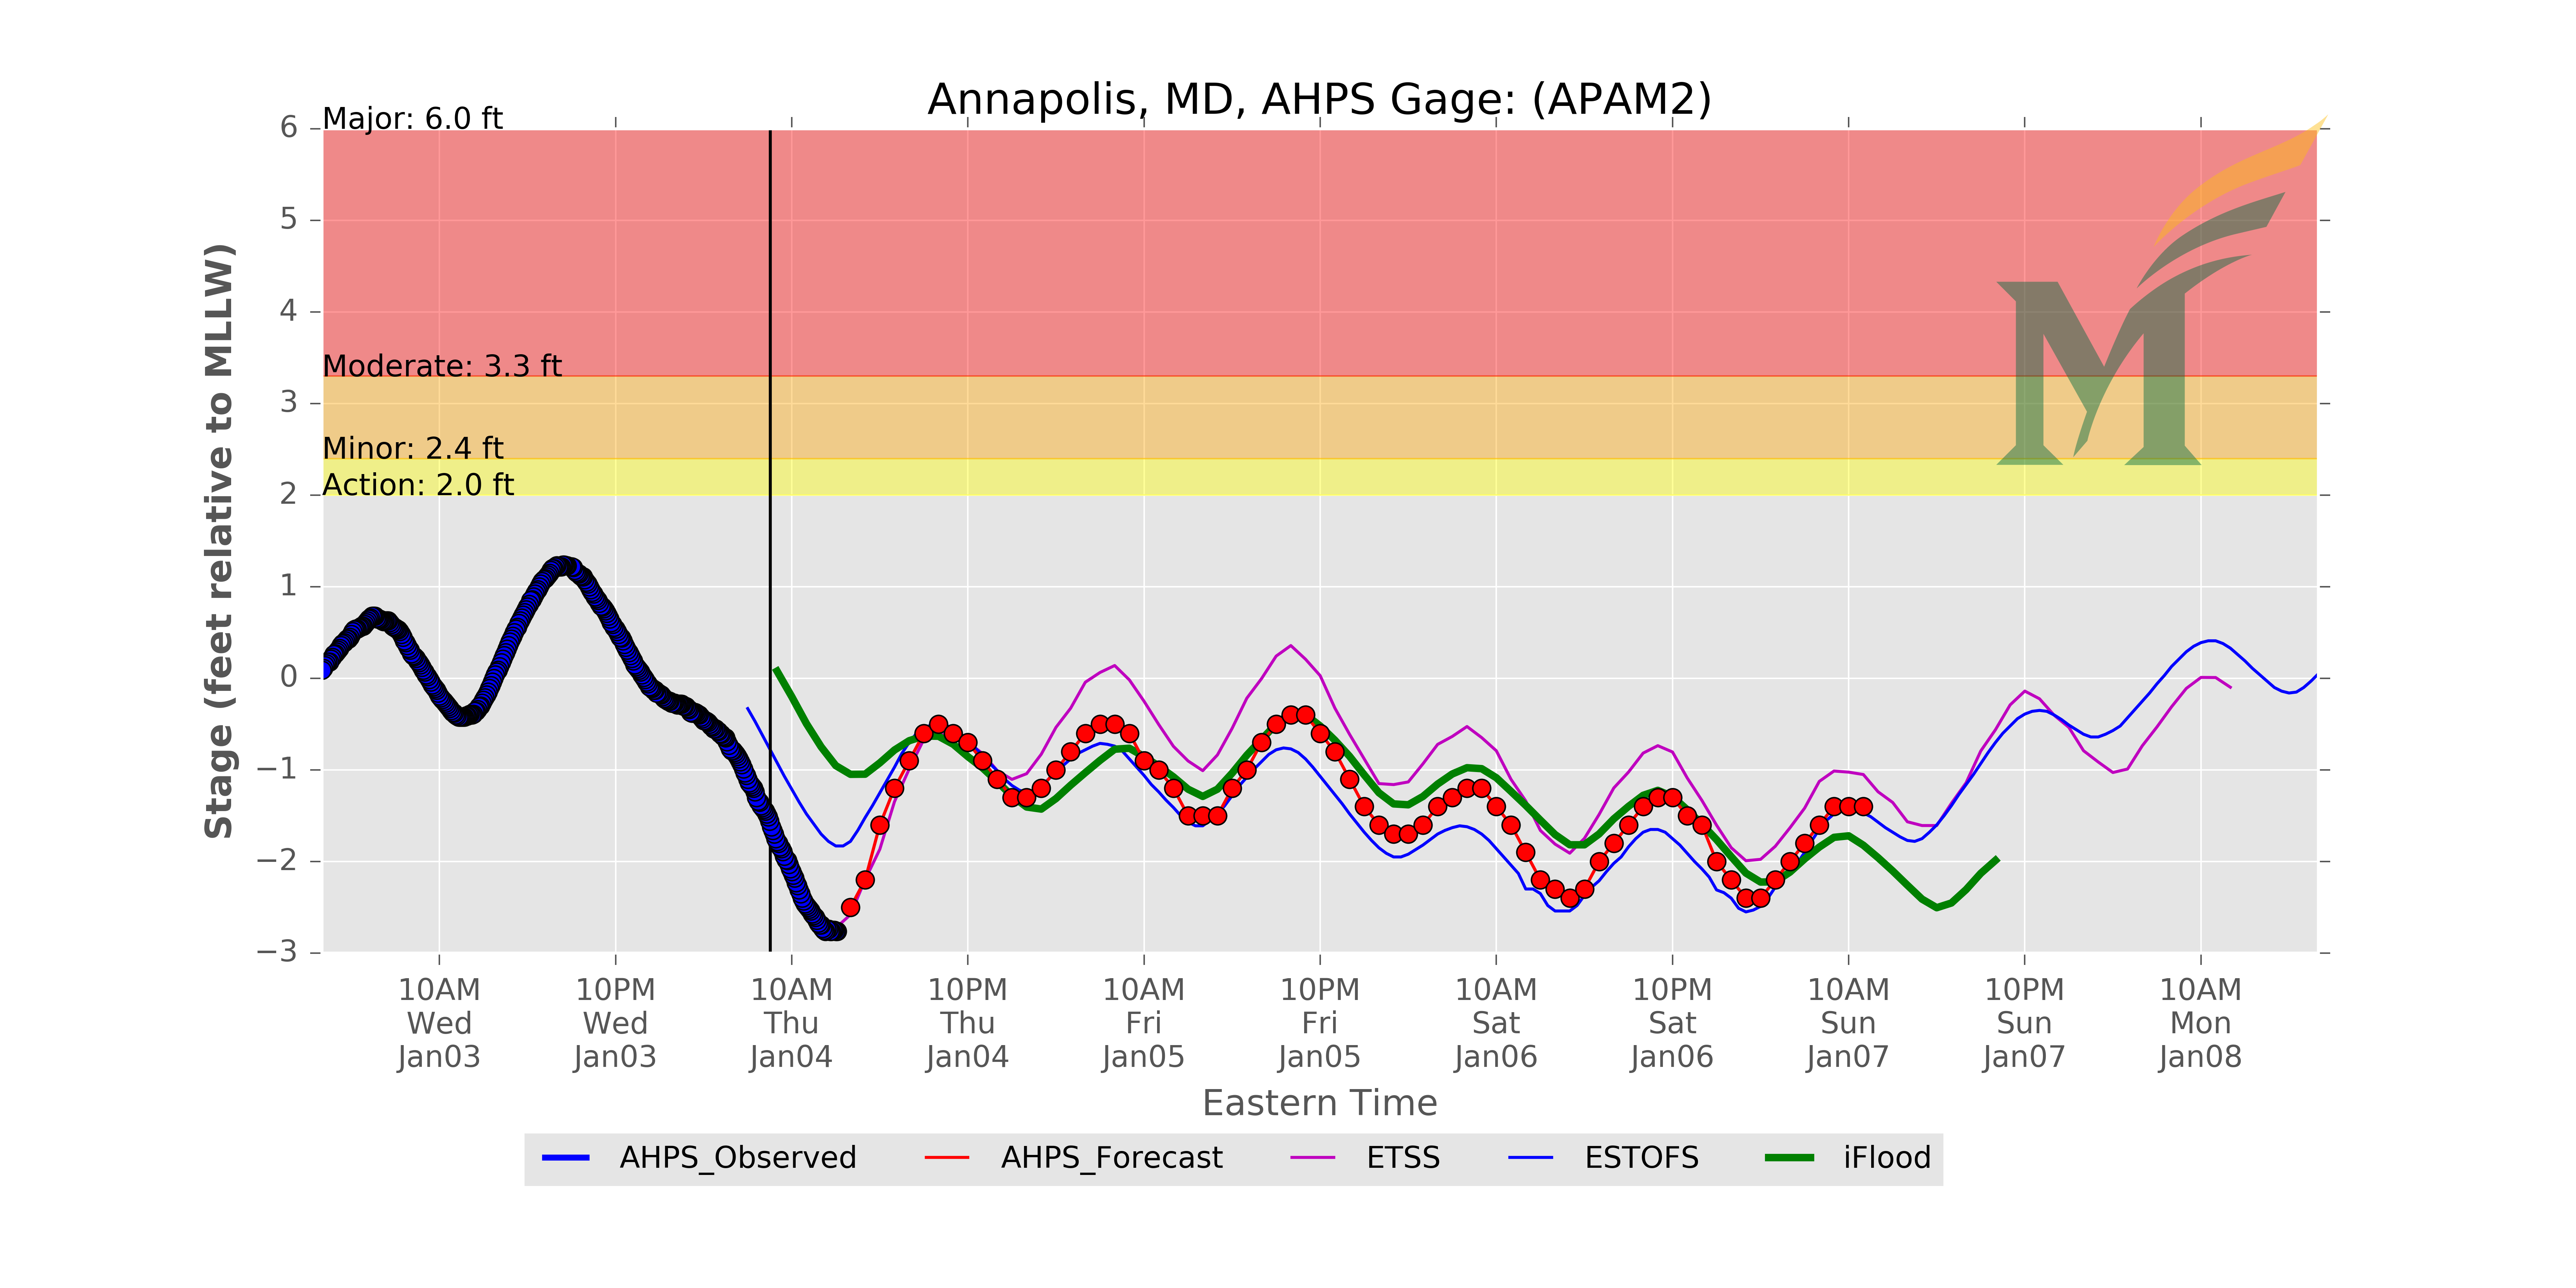 Annapolis, MD, AHPS Gage: (APAM2)
Major: 6.0 ft
Moderate: 3.3 ft
Minor: 2.4 ft
Action: 2.0 ft
Stage (feet relative to MLLW)
6
5
4
3
2
1
0
−1
−2
−3
10AM
Wed
Jan03
10PM
Wed
Jan03
10AM
Thu
Jan04
10PM
Thu
Jan04
10AM
Fri
Jan05
10PM
Fri
Jan05
10AM
Sat
Jan06
10PM
Sat
Jan06
10AM
Sun
Jan07
10PM
Sun
Jan07
10AM
Mon
Jan08
Eastern Time
AHPS_Observed AHPS_Forecast ETSS ESTOFS iFlood
M